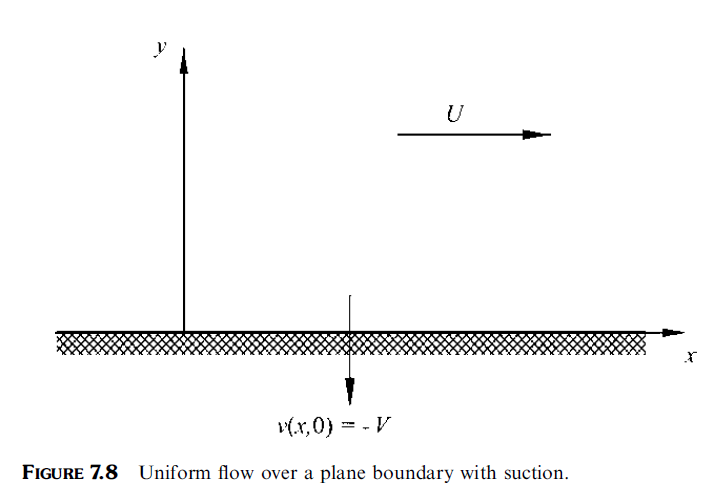 y
U
x
v(x,0) = - V
FIGURE 7.8 Uniform flow over a plane boundary with suction.